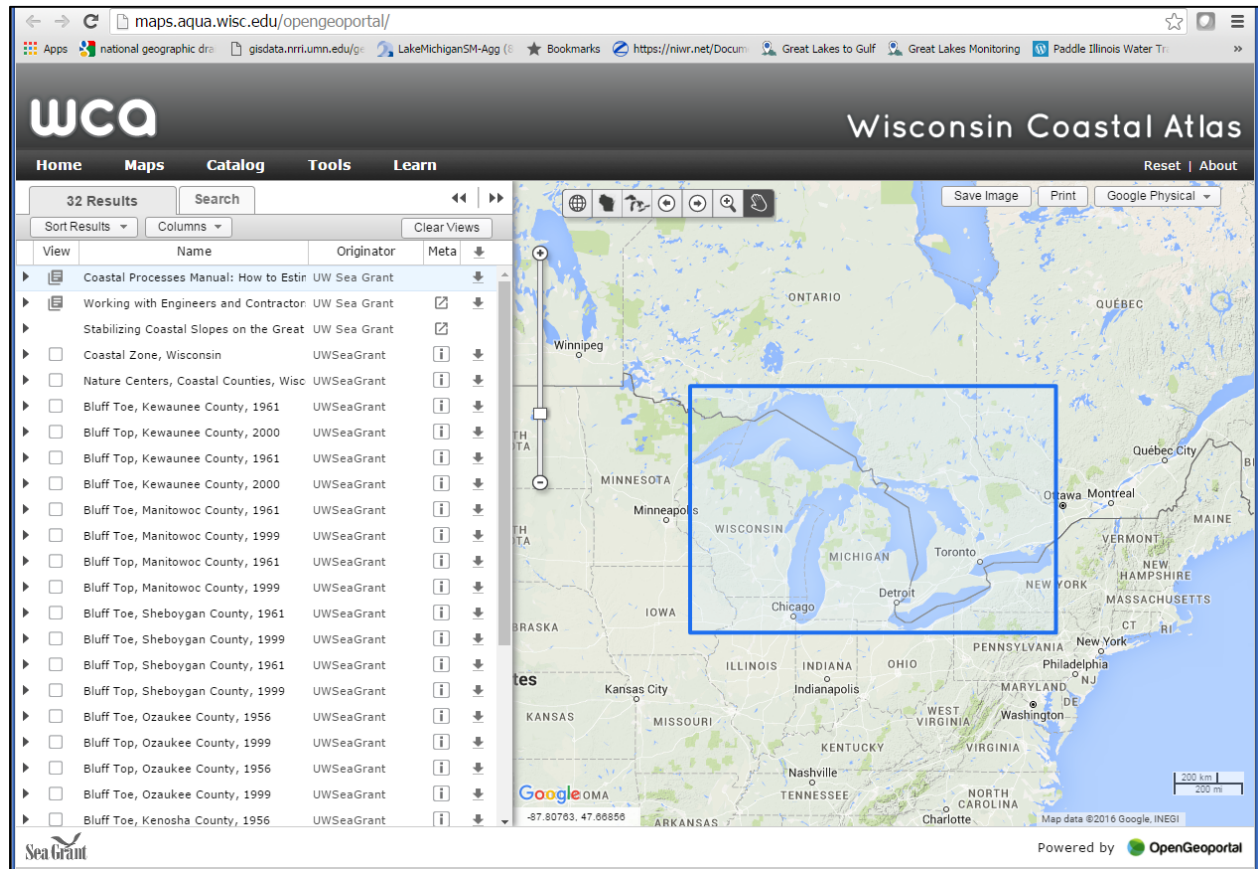 maps.aqua.wisc.edu/opengeoportal/
Apps national geographic dra gisdata.nrri.umn.edu/ge LakeMichiganSM-Agg (8 Bookmarks https://niwr.net/Docum Great Lakes to Gulf Great Lakes Monitoring Paddle Illinois Water Tr »
wca
Wisconsin Coastal Atlas
Home Maps Catalog Tools Learn
Reset | About
32 Results Search
Sort Results Columns Clear Views
View Name Originator Meta
Coastal Processes Manual: How to Estim UW Sea Grant
Working with Engineers and Contractor: UW Sea Grant
Stabilizing Coastal Slopes on the Great UW Sea Grant
Coastal Zone, Wisconsin UWSeaGrant
Nature Centers, Coastal Counties, Wisc UWSeaGrant
Bluff Toe, Kewaunee County, 1961 UWSeaGrant
Bluff Top, Kewaunee County, 2000 UWSeaGrant
Bluff Top, Kewaunee County, 1961 UWSeaGrant
Bluff Toe, Kewaunee County, 2000 UWSeaGrant
Bluff Toe, Manitowoc County, 1961 UWSeaGrant
Bluff Toe, Manitowoc County, 1999 UWSeaGrant
Bluff Top, Manitowoc County, 1961 UWSeaGrant
Bluff Top, Manitowoc County, 1999 UWSeaGrant
Bluff Toe, Sheboygan County, 1961 UWSeaGrant
Bluff Toe, Sheboygan County, 1999 UWSeaGrant
Bluff Top, Sheboygan County, 1961 UWSeaGrant
Bluff Top, Sheboygan County, 1999 UWSeaGrant
Bluff Toe, Ozaukee County, 1956 UWSeaGrant
Bluff Top, Ozaukee County, 1999 UWSeaGrant
Bluff Top, Ozaukee County, 1956 UWSeaGrant
Bluff Toe, Ozaukee County, 1999 UWSeaGrant
Bluff Toe, Kenosha County, 1956 UWSeaGrant
Save Image Print Google Physical
ONTARIO
QUÉBEC
Winnipeg
TH
OTA
Québec City
MINNESOTA
Ottawa
Montreal
Minneapolis
MAINE
WISCONSIN
TH
OTA
VERMONT
MICHIGAN
Toronto
NEW
HAMPSHIRE
NEW YORK
Detroit
MASSACHUSETTS
Chicago
IOWA
CT
RI
BRASKA
New York
PENNSYLVANIA
ILLINOIS
INDIANA
OHIO
Philadelphia
NJ
tes
Kansas City
Indianapolis
MARYLAND
DE
KANSAS
MISSOURI
WEST
VIRGINIA
Washington
KENTUCKY
VIRGINIA
Nashville
200 km
200 mi
Google
OMA
TENNESSEE
NORTH
CAROLINA
-87.80763, 47.66856
ARKANSAS
Charlotte
Map data ©2016 Google, INEGI
Sea Grant
Powered by OpenGeoportal